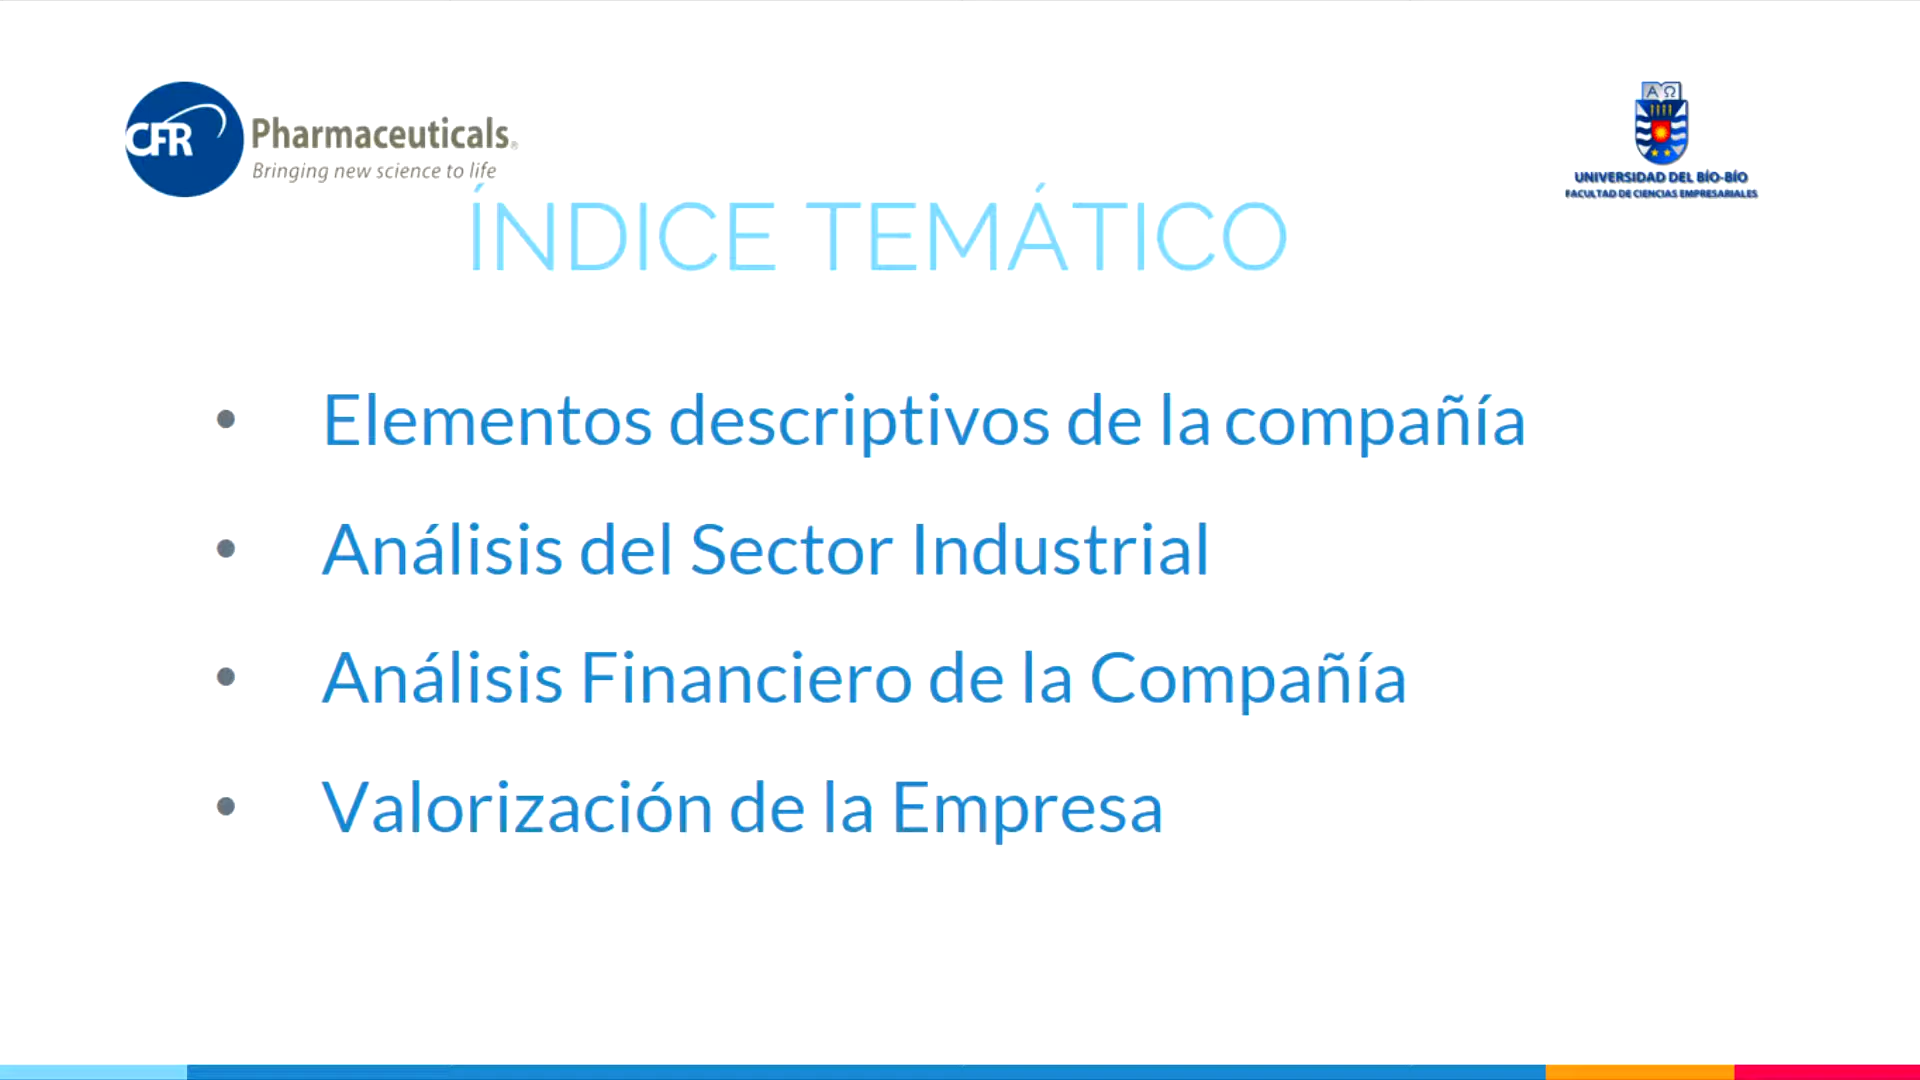 CFR
Pharmaceuticals®
Bringing new science to life
ΑΩ
UNIVERSIDAD DEL BÍO-BÍO
FACULTAD DE CIENCIAS EMPRESARIALES
ÍNDICE TEMÁTICO
• Elementos descriptivos de la compañía
• Análisis del Sector Industrial
• Análisis Financiero de la Compañía
• Valorización de la Empresa